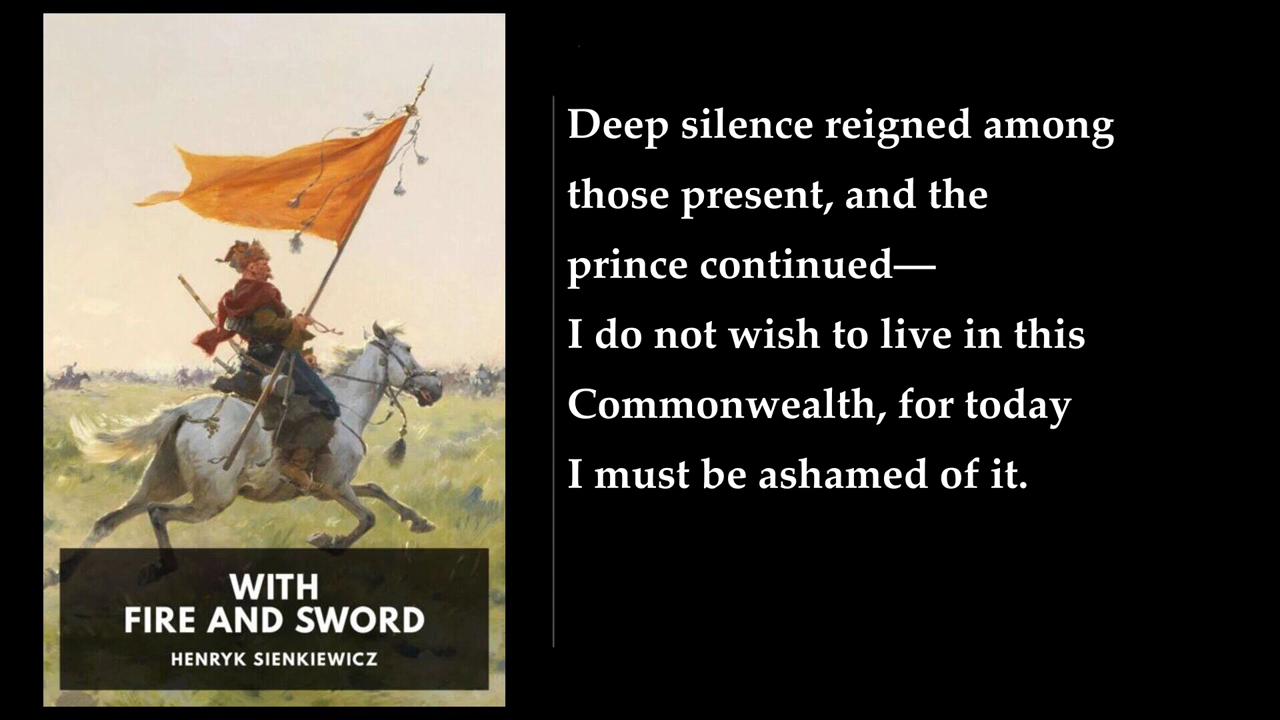 WITH
FIRE AND SWORD
HENRYK SIENKIEWICZ
Deep silence reigned among
those present, and the
prince continued—
I do not wish to live in this
Commonwealth, for today
I must be ashamed of it.